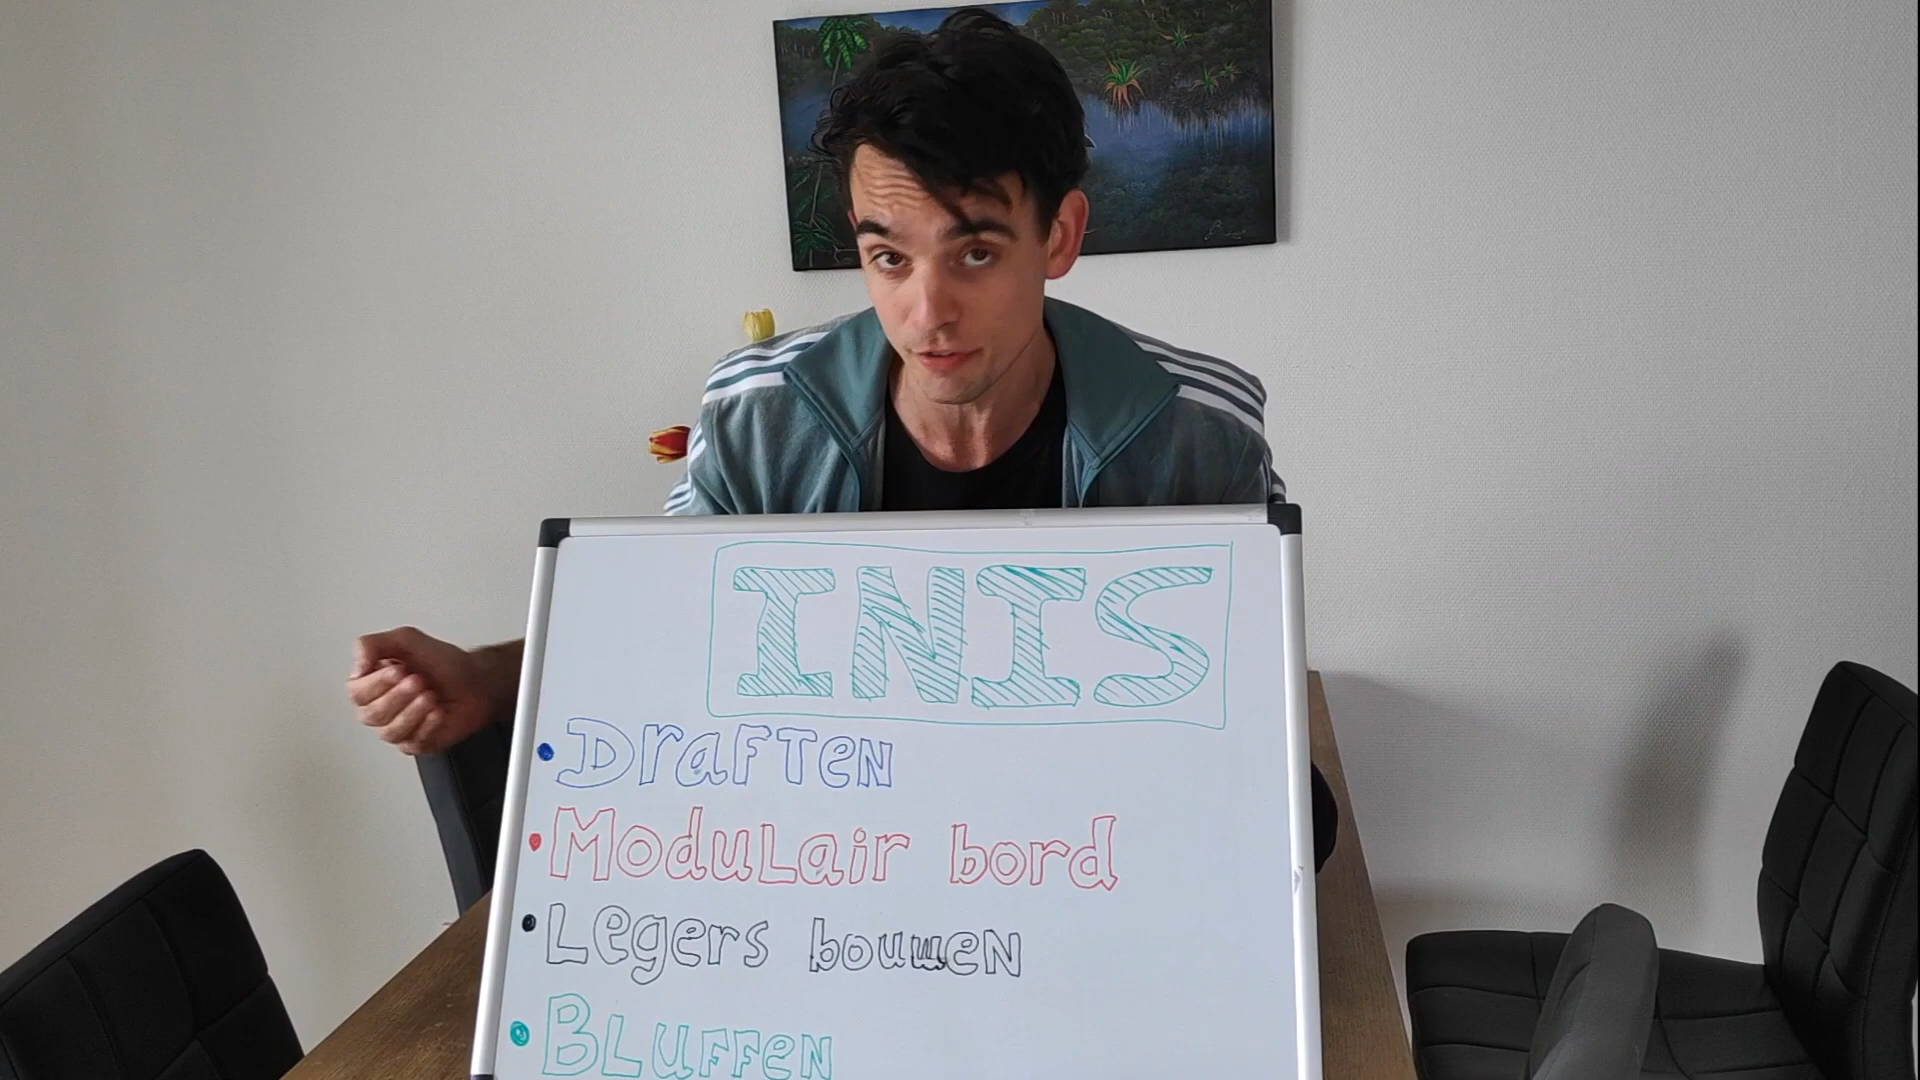 INIS
Draften
Modulair bord
Legers bouwen
Bluffen